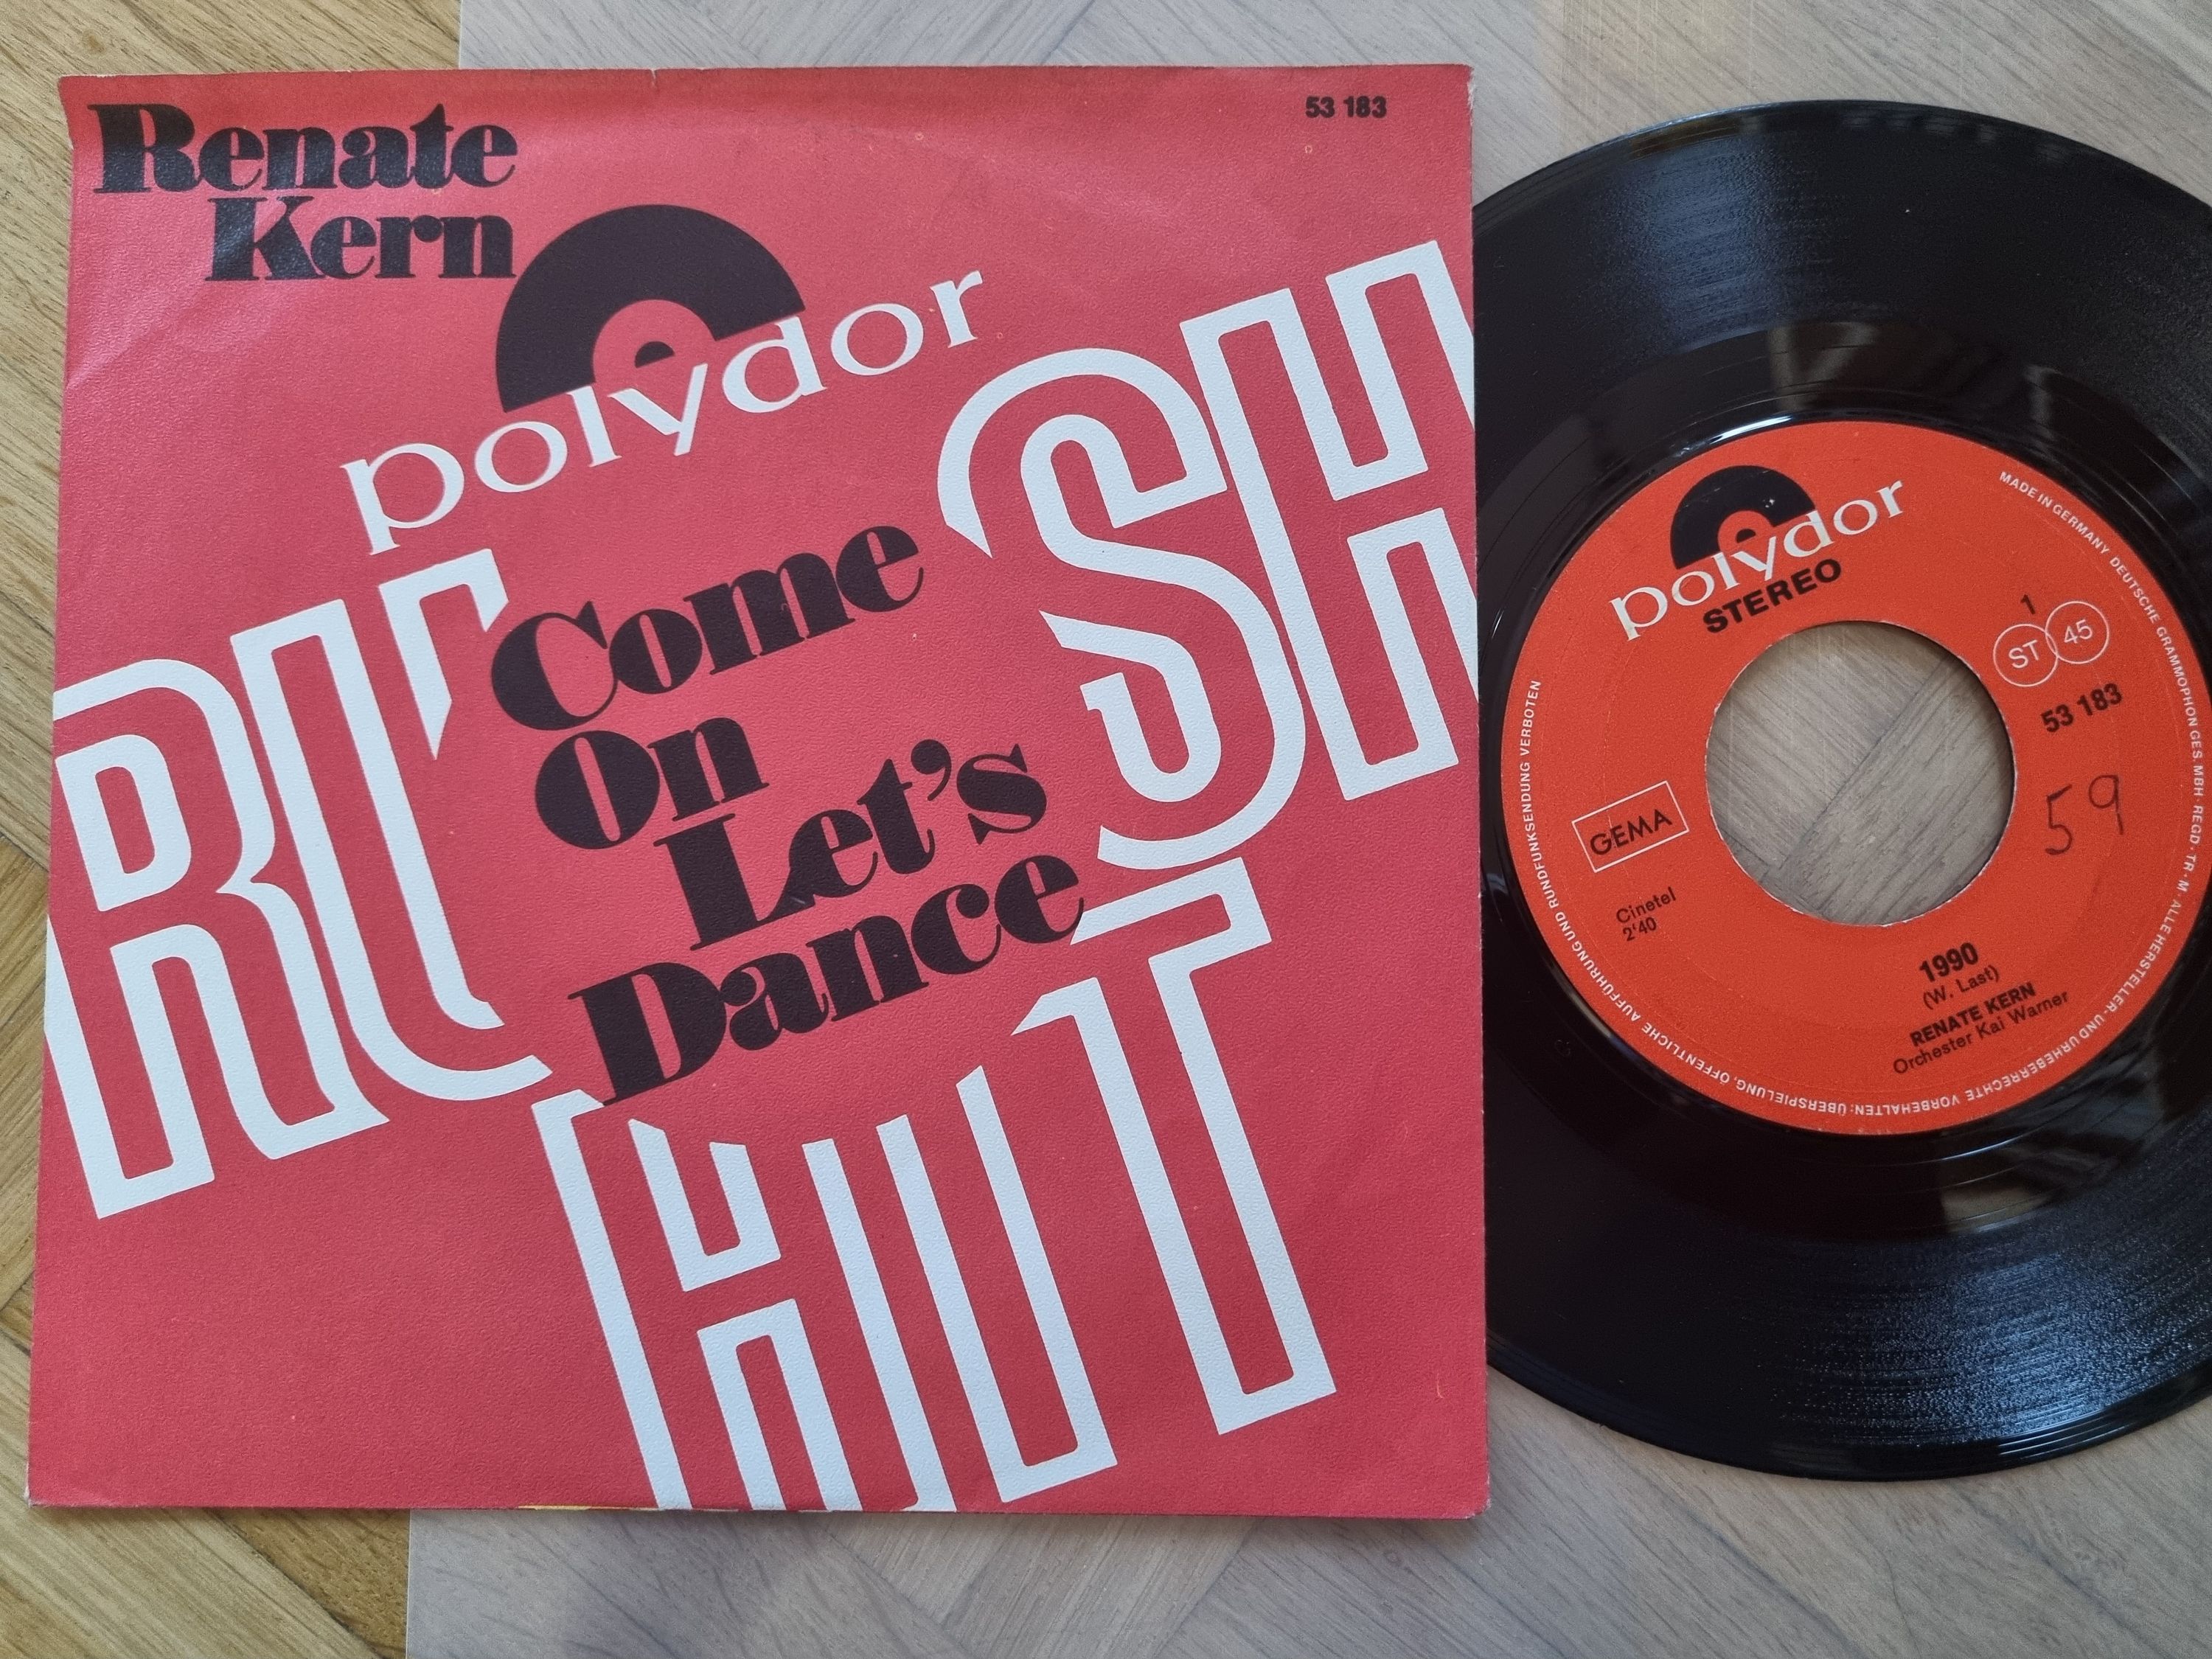 Renate
Kern
53 183
polydor
RUSH
Come
On
Let's
Dance
HIT
polydor
STEREO
1
ST 45
53 183
59
GEMA
Cinetel
2'40
1990
(W. Last)
RENATE KERN
Orchester Kai Warner
MADE IN GERMANY DEUTSCHE GRAMMOPHON GES. MBH REGD· TR·M· ALLE HERSTELLER- UND URHEBERRECHTE VORBEHALTEN: ÜBERSPIELUNG, ÖFFENTLICHE AUFFÜHRUNG UND RUNDFUNKSENDUNG VERBOTEN